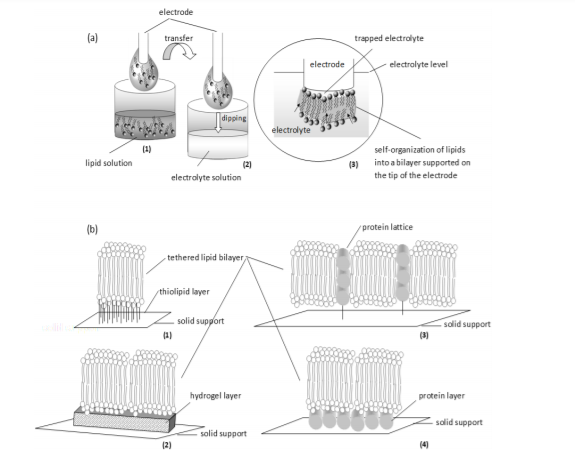 electrode
(a)
transfer
trapped electrolyte
electrode
electrolyte level
dipping
electrolyte
(1)
(2)
(3)
lipid solution
electrolyte solution
self-organization of lipids
into a bilayer supported on
the tip of the electrode
(b)
protein lattice
tethered lipid bilayer
thiolipid layer
solid support
(1)
solid support
(3)
hydrogel layer
solid support
(2)
protein layer
solid support
(4)